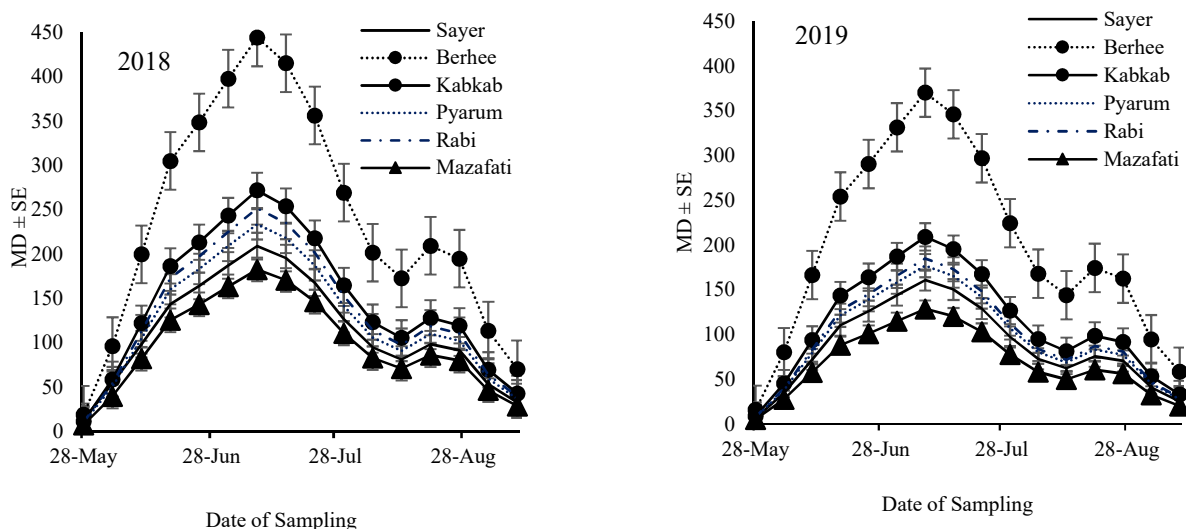 450
400
350
300
250
200
150
100
50
0
MD ± SE
2018
Sayer
Berhee
Kabkab
Pyarum
Rabi
Mazafati
28-May
28-Jun
28-Jul
28-Aug
Date of Sampling
450
400
350
300
250
200
150
100
50
0
MD ± SE
2019
Sayer
Berhee
Kabkab
Pyarum
Rabi
Mazafati
28-May
28-Jun
28-Jul
28-Aug
Date of Sampling